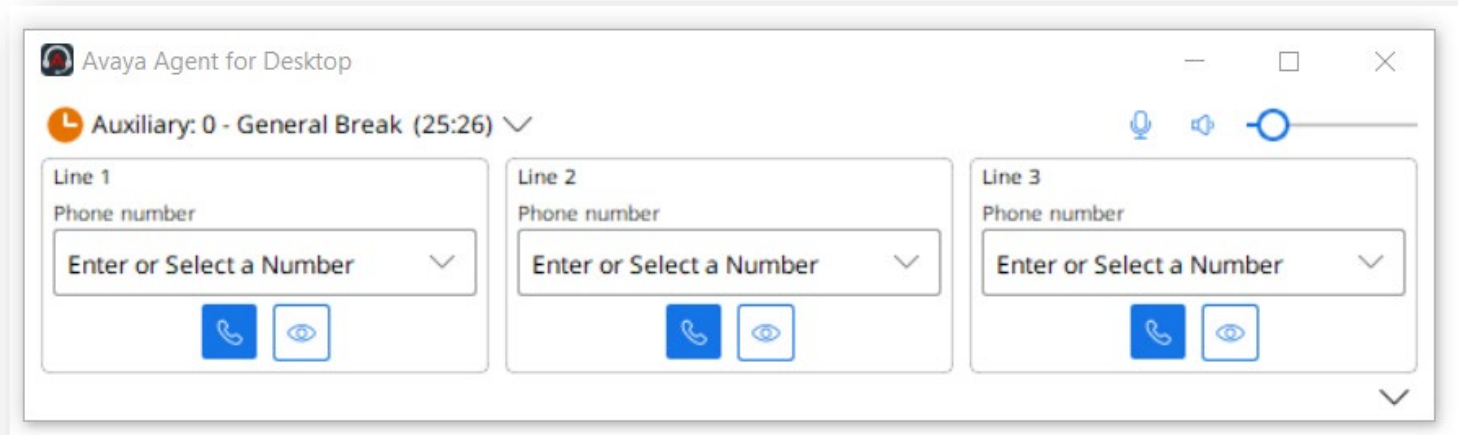 Avaya Agent for Desktop
Auxiliary: 0 - General Break (25:26)
Line 1
Phone number
Enter or Select a Number
Line 2
Phone number
Enter or Select a Number
Line 3
Phone number
Enter or Select a Number